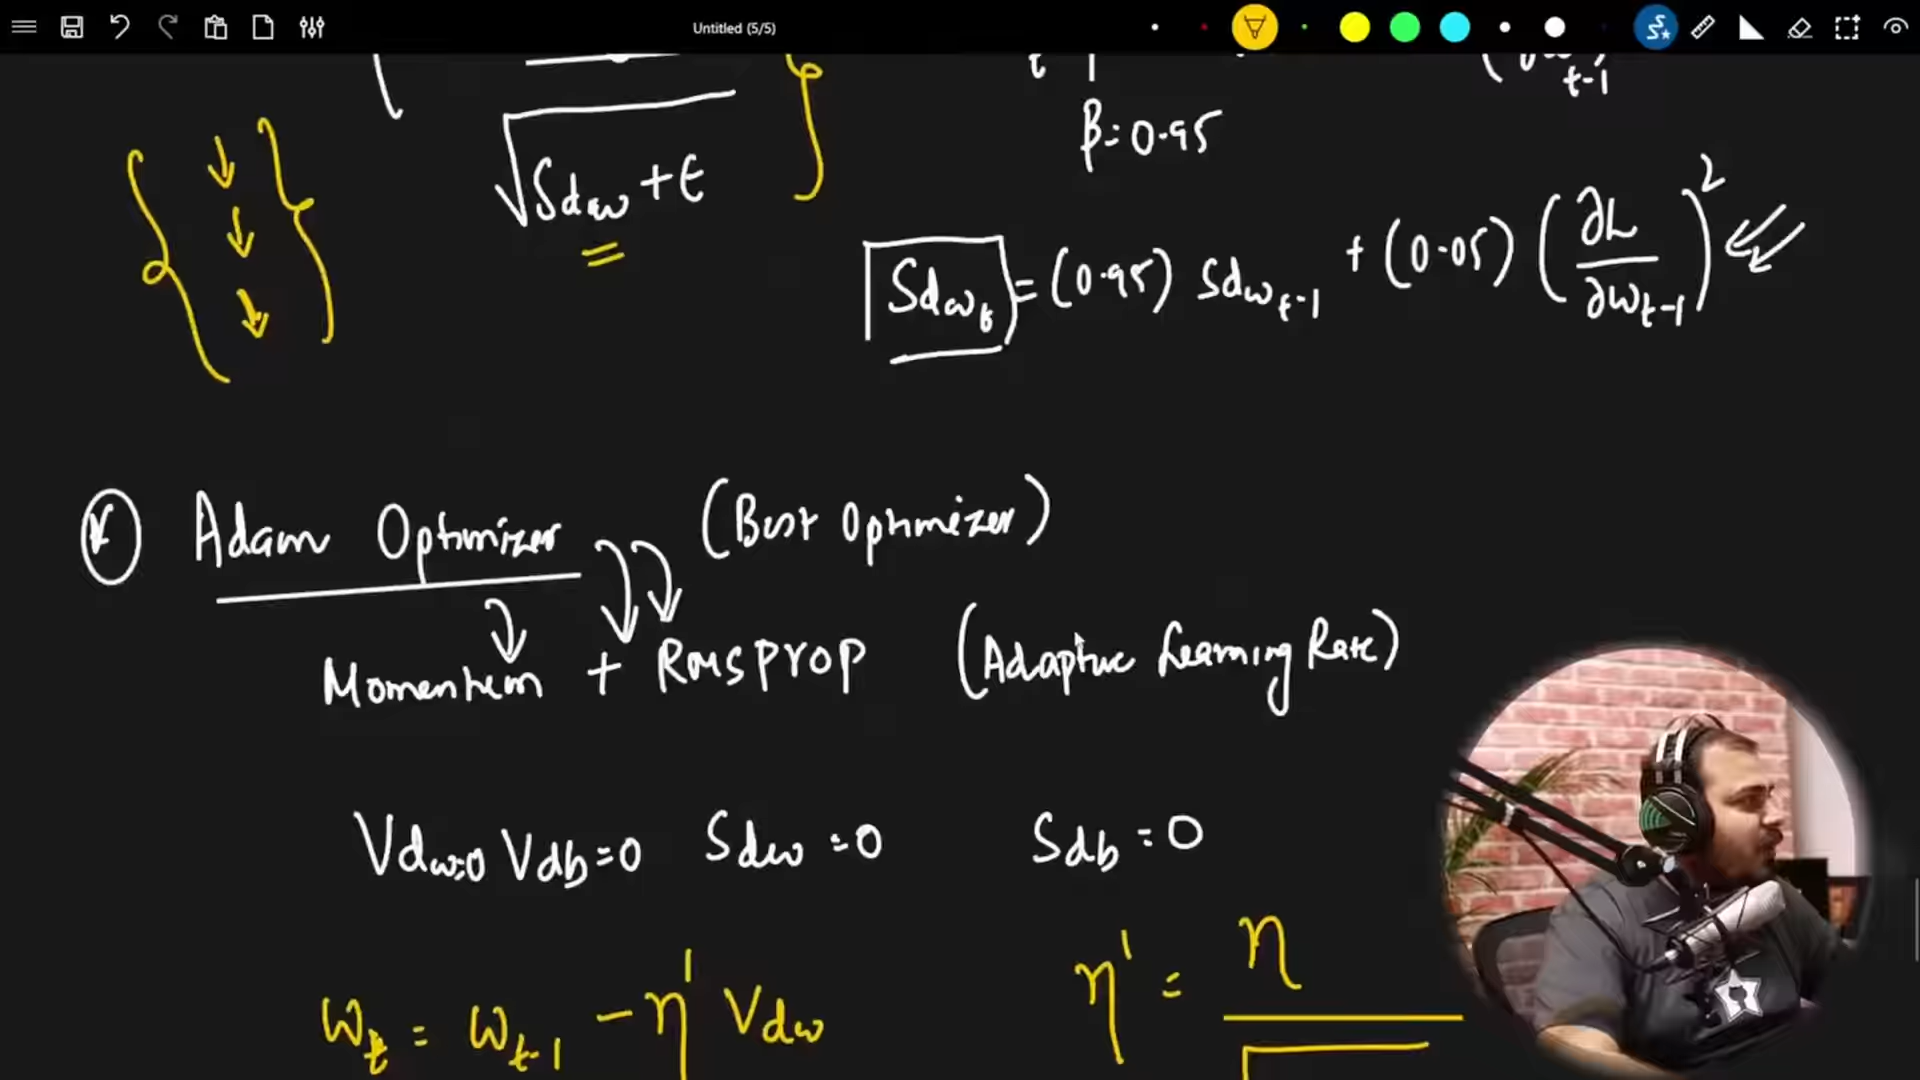 Untitled (5/5)
β = 0.95
√Sdw + ε
Sdwt = (0.95) Sdwt-1 + (0.05) (∂L / ∂wt-1)²
Adam Optimizer (Best Optimizer)
Momentum + RMSPROP (Adaptive Learning Rate)
Vdw=0 Vdb=0 Sdw=0 Sdb=0
η' = η
wt = wt-1 - η' Vdw